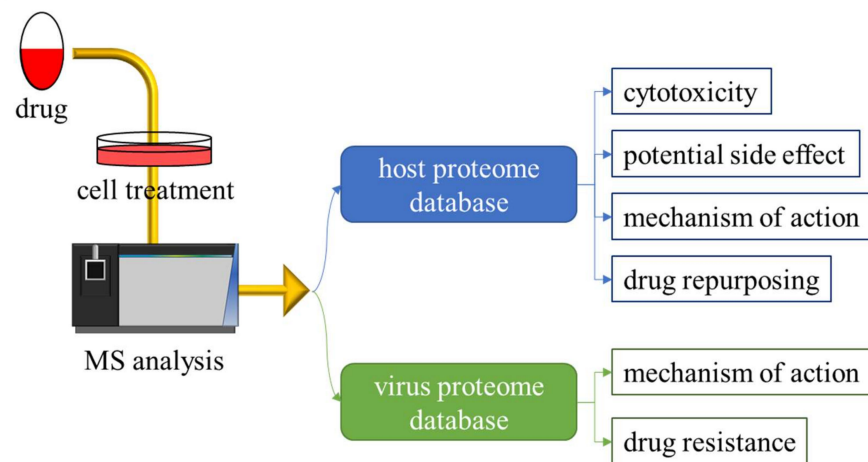 drug
cell treatment
MS analysis
host proteome
database
cytotoxicity
potential side effect
mechanism of action
drug repurposing
virus proteome
database
mechanism of action
drug resistance